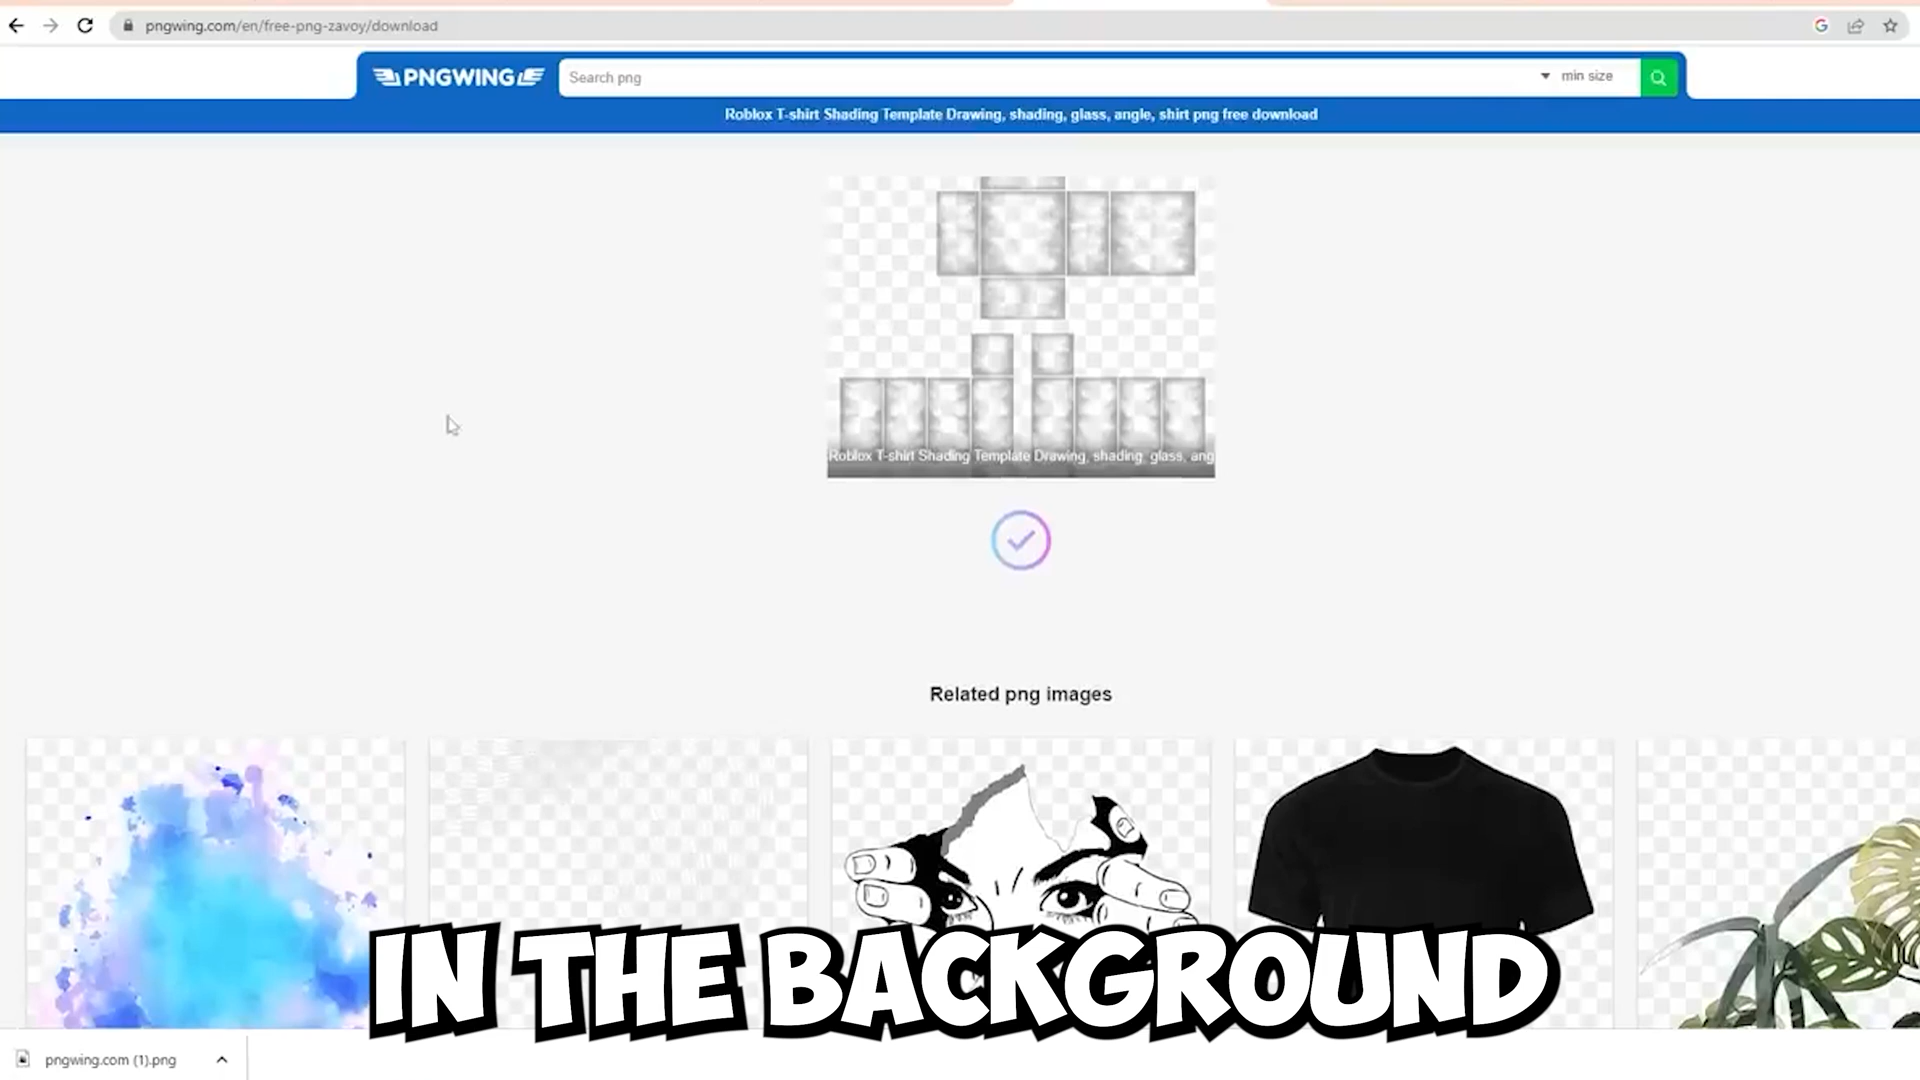 pngwing.com/en/free-png-zavoy/download
PNGWING
Search png
min size
Roblox T-shirt Shading Template Drawing, shading, glass, angle, shirt png free download
Roblox T-shirt Shading Template Drawing, shading, glass, ang
Related png images
IN THE BACKGROUND
pngwing.com (1).png